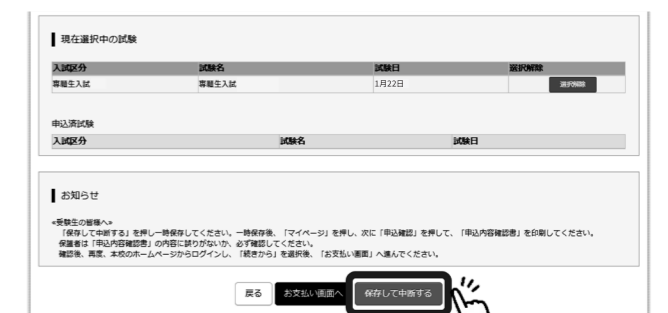 現在選択中の試験
入試区分 試験名 試験日 選択解除
専願生入試 専願生入試 1月22日 選択解除
申込済試験
入試区分 試験名 試験日
お知らせ
<受験生の皆様へ>
「保存して中断する」を押し一時保存してください。一時保存後、「マイページ」を押し、次に「申込確認」を押して、「申込内容確認書」を印刷してください。
保護者は「申込内容確認書」の内容に誤りがないか、必ず確認してください。
確認後、再度、本校のホームページからログインし、「続きから」を選択後、「お支払い画面」へ進んでください。
戻る お支払い画面へ 保存して中断する